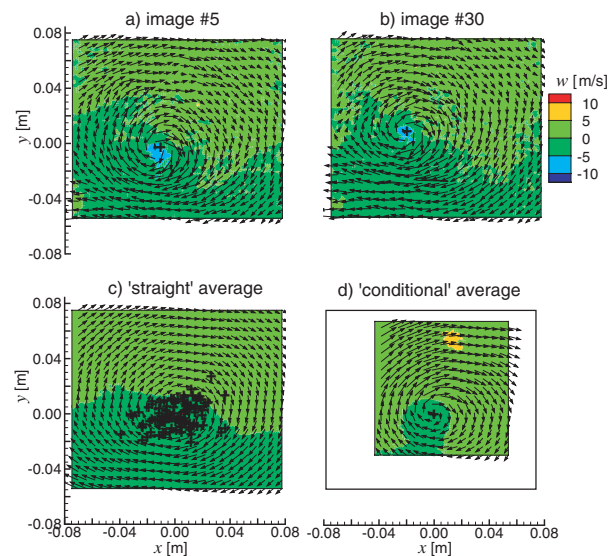 a) image #5
b) image #30
w [m/s]
10
5
0
-5
-10
0.08
0.04
-0.00
-0.04
-0.08
y [m]
c) 'straight' average
d) 'conditional' average
0.08
0.04
0.00
-0.04
-0.08
y [m]
-0.08 -0.04 0.00 0.04 0.08
x [m]
-0.08 -0.04 0.00 0.04 0.08
x [m]